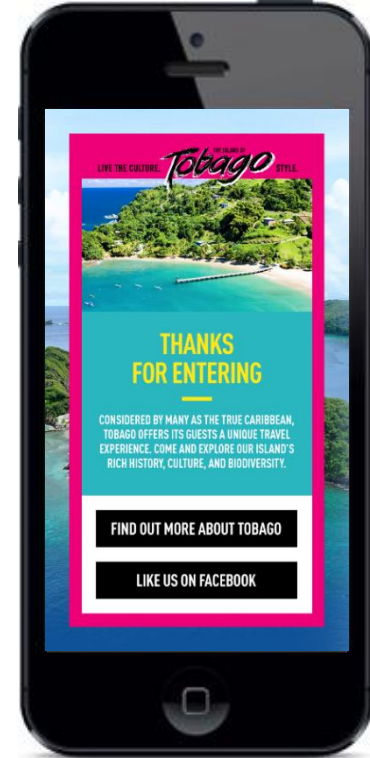 THE ISLAND OF
LIVE THE CULTURE. Tobago STYLE.
THANKS
FOR ENTERING
CONSIDERED BY MANY AS THE TRUE CARIBBEAN,
TOBAGO OFFERS ITS GUESTS A UNIQUE TRAVEL
EXPERIENCE. COME AND EXPLORE OUR ISLAND'S
RICH HISTORY, CULTURE, AND BIODIVERSITY.
FIND OUT MORE ABOUT TOBAGO
LIKE US ON FACEBOOK